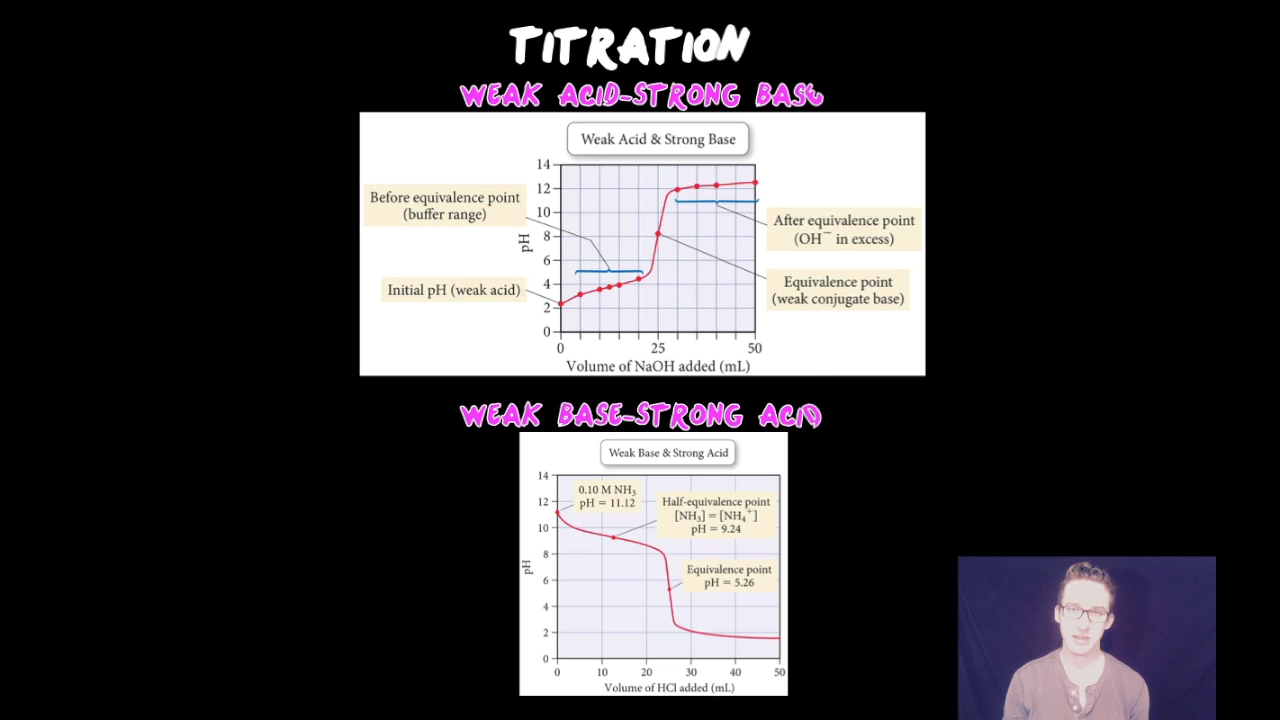 TITRATION
WEAK ACID-STRONG BASE
Weak Acid & Strong Base
14
12
10
8
6
4
2
0
pH
Before equivalence point
(buffer range)
Initial pH (weak acid)
After equivalence point
(OH⁻ in excess)
Equivalence point
(weak conjugate base)
0 25 50
Volume of NaOH added (mL)
WEAK BASE-STRONG ACID
Weak Base & Strong Acid
14
12
10
8
6
4
2
0
pH
0.10 M NH₃
pH = 11.12
Half-equivalence point
[NH₃] = [NH₄⁺]
pH = 9.24
Equivalence point
pH = 5.26
0 10 20 30 40 50
Volume of HCl added (mL)